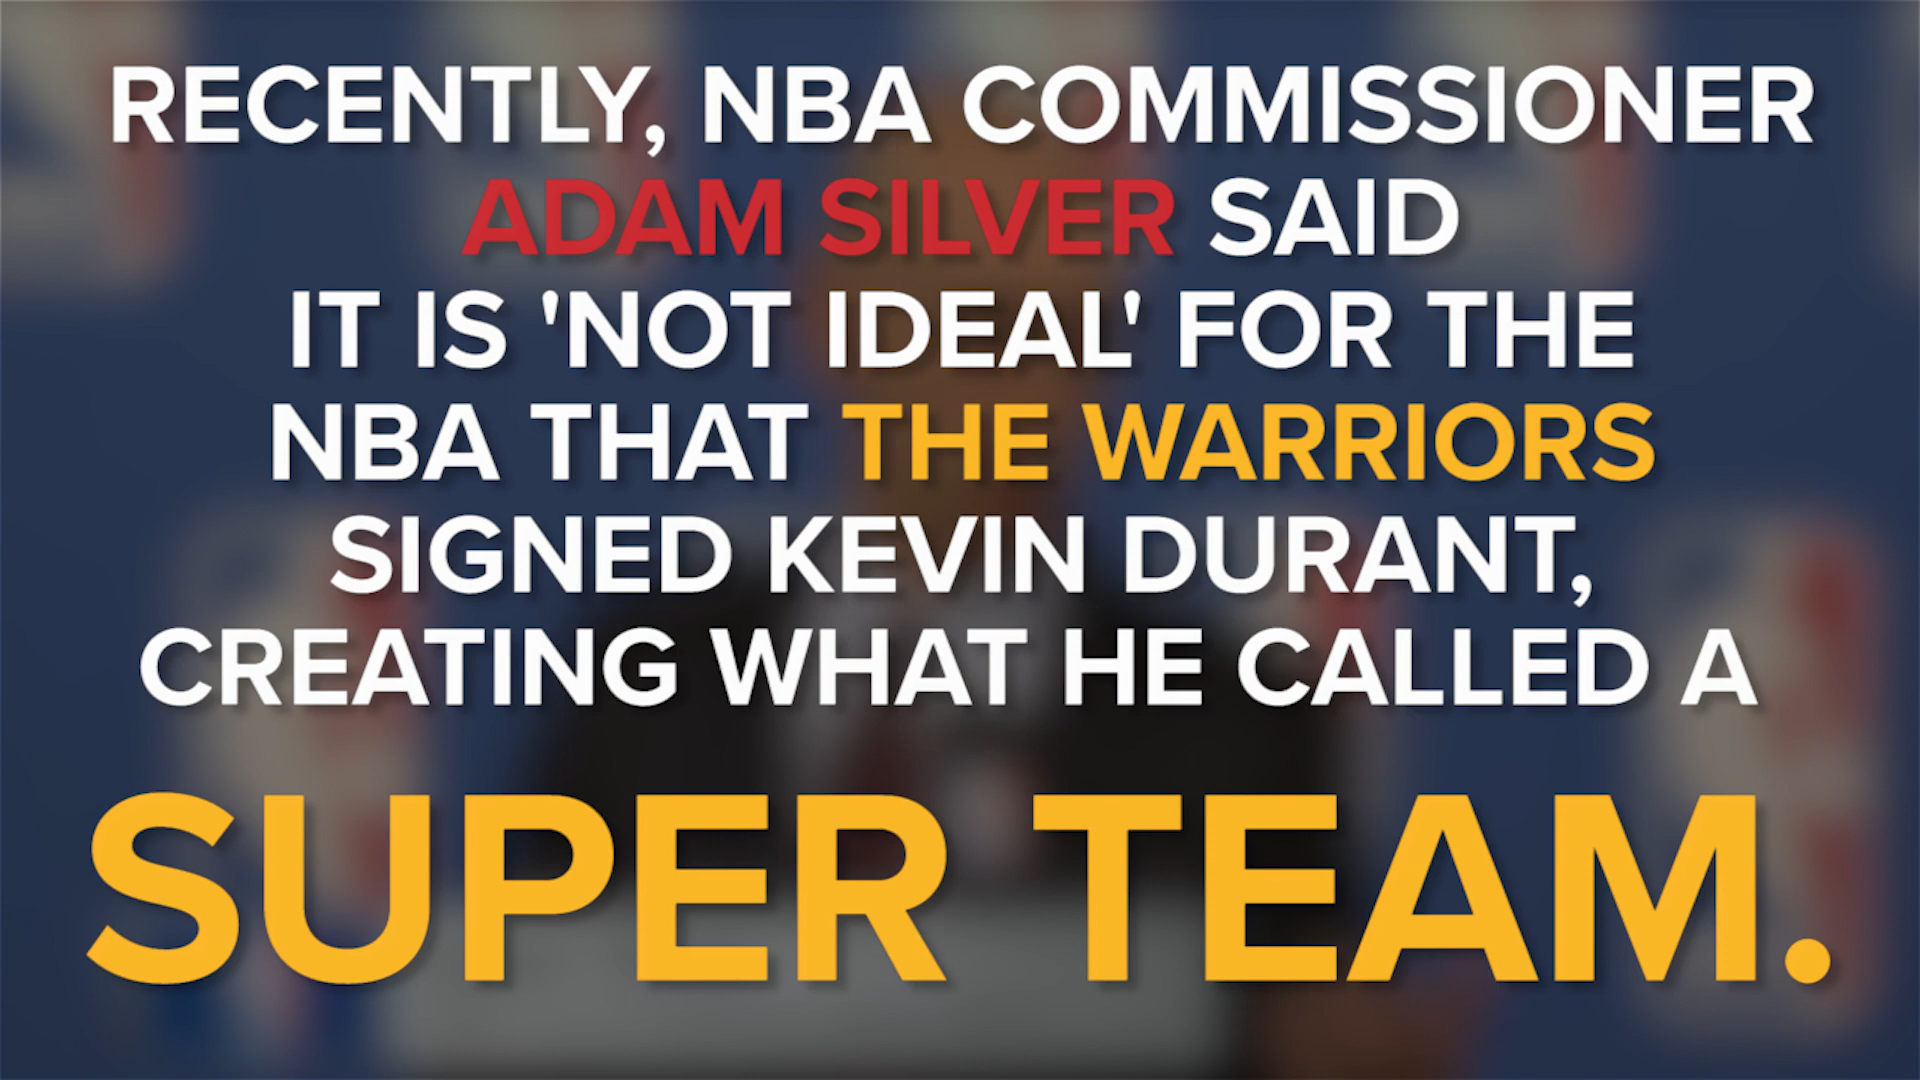 RECENTLY, NBA COMMISSIONER
ADAM SILVER SAID
IT IS 'NOT IDEAL' FOR THE
NBA THAT THE WARRIORS
SIGNED KEVIN DURANT,
CREATING WHAT HE CALLED A
SUPER TEAM.